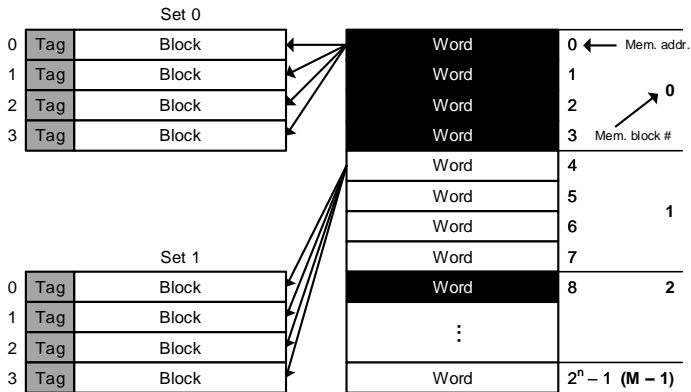 Set 0
0 Tag Block
1 Tag Block
2 Tag Block
3 Tag Block
Set 1
0 Tag Block
1 Tag Block
2 Tag Block
3 Tag Block
Word 0 Mem. addr.
Word 1
0
Word 2
Word 3 Mem. block #
Word 4
Word 5
1
Word 6
Word 7
Word 8 2
⋮
Word 2ⁿ – 1 (M – 1)